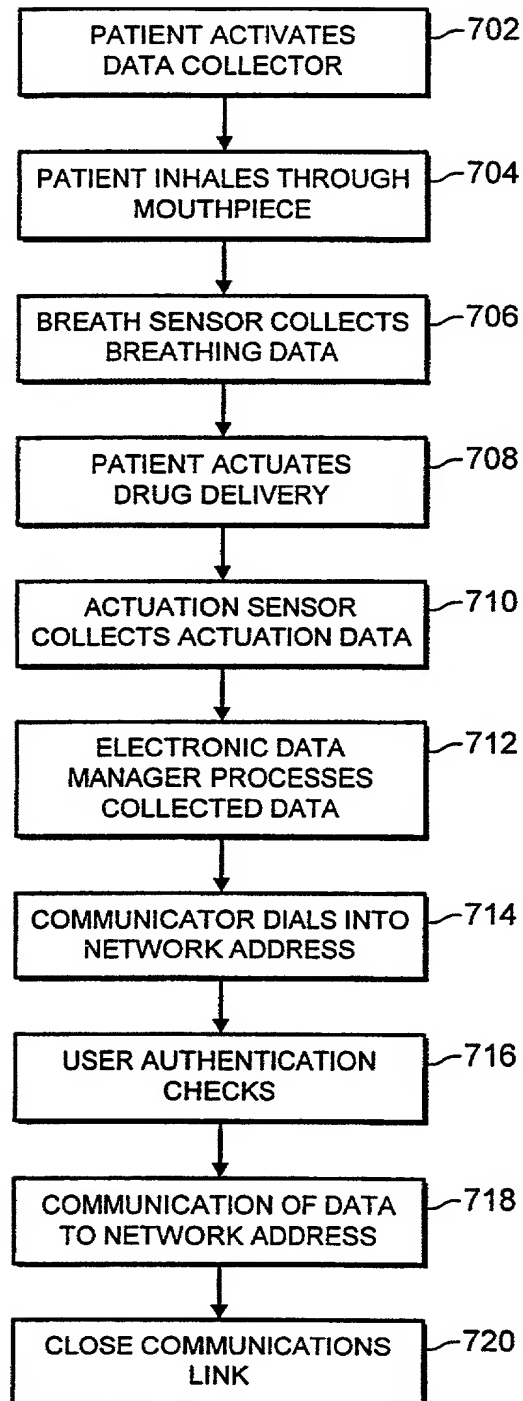 PATIENT ACTIVATES
DATA COLLECTOR
702
PATIENT INHALES THROUGH
MOUTHPIECE
704
BREATH SENSOR COLLECTS
BREATHING DATA
706
PATIENT ACTUATES
DRUG DELIVERY
708
ACTUATION SENSOR
COLLECTS ACTUATION DATA
710
ELECTRONIC DATA
MANAGER PROCESSES
COLLECTED DATA
712
COMMUNICATOR DIALS INTO
NETWORK ADDRESS
714
USER AUTHENTICATION
CHECKS
716
COMMUNICATION OF DATA
TO NETWORK ADDRESS
718
CLOSE COMMUNICATIONS
LINK
720